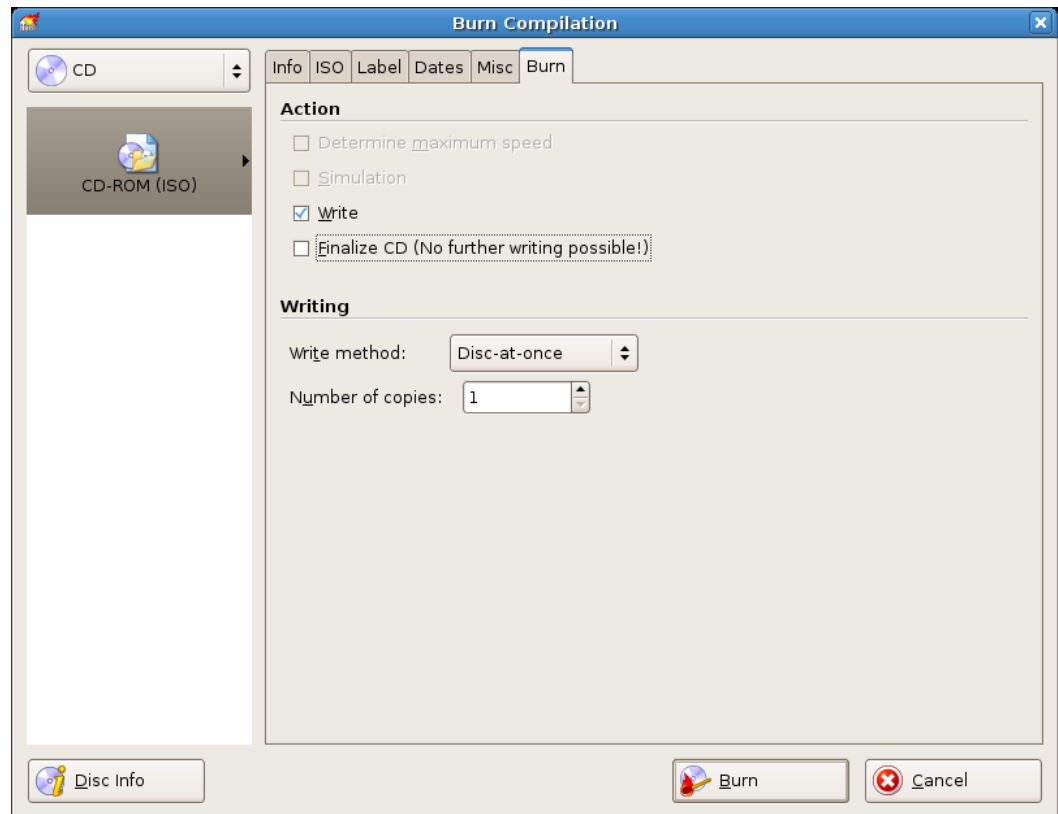 Burn Compilation
CD
Info ISO Label Dates Misc Burn
CD-ROM (ISO)
Action
Determine maximum speed
Simulation
Write
Finalize CD (No further writing possible!)
Writing
Write method: Disc-at-once
Number of copies: 1
Disc Info
Burn
Cancel